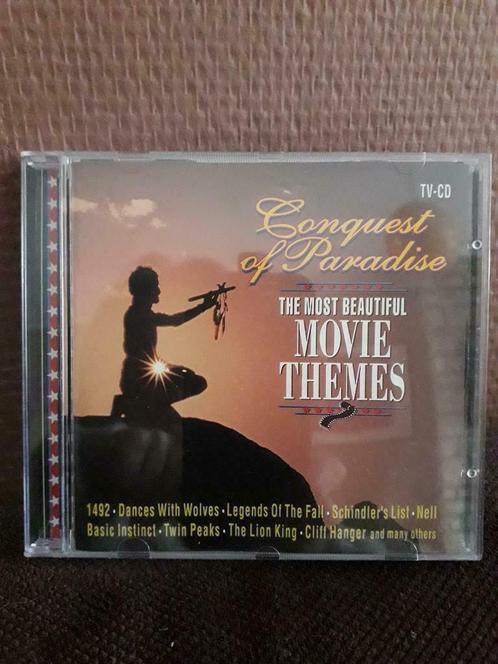 TV-CD
Conquest
of Paradise
THE MOST BEAUTIFUL
MOVIE
THEMES
1492 • Dances With Wolves • Legends Of The Fall • Schindler's List • Nell
Basic Instinct • Twin Peaks • The Lion King • Cliff Hanger and many others